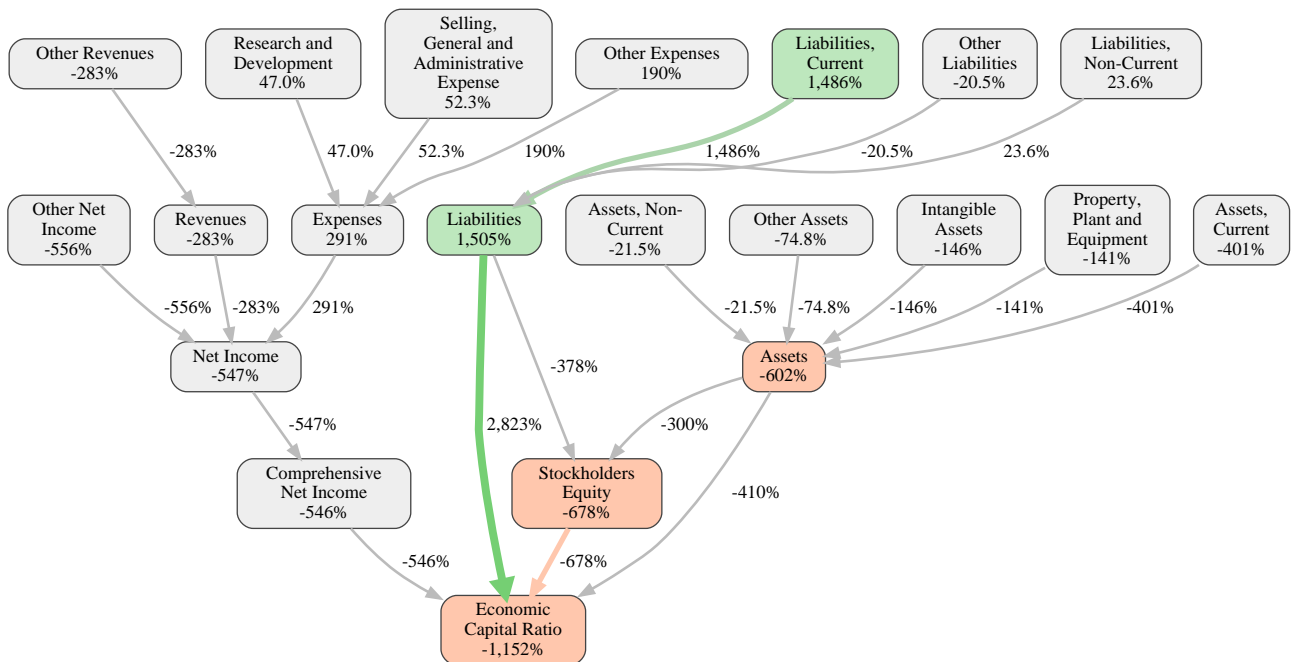 Other Revenues
-283%
Research and
Development
47.0%
Selling,
General and
Administrative
Expense
52.3%
Other Expenses
190%
Liabilities,
Current
1,486%
Other
Liabilities
-20.5%
Liabilities,
Non-Current
23.6%
-283%
47.0%
52.3%
190%
1,486%
-20.5%
23.6%
Other Net
Income
-556%
Revenues
-283%
Expenses
291%
Liabilities
1,505%
Assets, Non-
Current
-21.5%
Other Assets
-74.8%
Intangible
Assets
-146%
Property,
Plant and
Equipment
-141%
Assets,
Current
-401%
-556%
-283%
291%
-21.5%
-74.8%
-146%
-141%
-401%
Net Income
-547%
-378%
Assets
-602%
-547%
2,823%
-300%
Comprehensive
Net Income
-546%
Stockholders
Equity
-678%
-410%
-546%
-678%
Economic
Capital Ratio
-1,152%